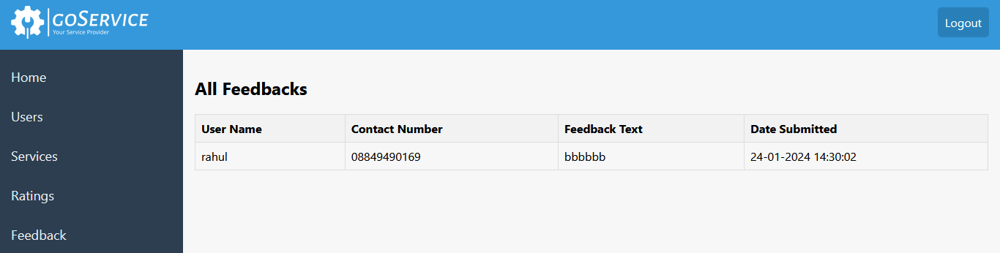 GOSERVICE
Your Service Provider
Logout
Home
Users
Services
Ratings
Feedback
All Feedbacks
User Name Contact Number Feedback Text Date Submitted
rahul 08849490169 bbbbbb 24-01-2024 14:30:02